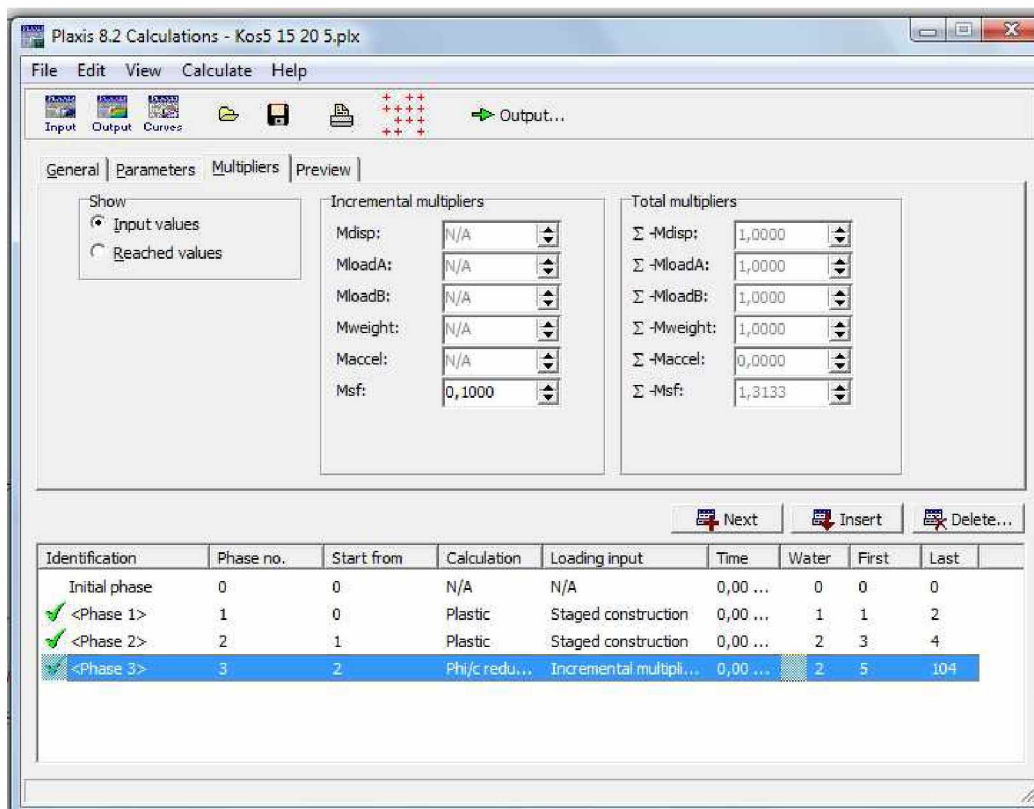 Plaxis 8.2 Calculations - Kos5 15 20 5.plx
File Edit View Calculate Help
Input Output Curves Output...
General Parameters Multipliers Preview
Show
Input values
Reached values
Incremental multipliers
Mdisp: N/A
MloadA: N/A
MloadB: N/A
Mweight: N/A
Maccel: N/A
Msf: 0,1000
Total multipliers
Σ -Mdisp: 1,0000
Σ -MloadA: 1,0000
Σ -MloadB: 1,0000
Σ -Mweight: 1,0000
Σ -Maccel: 0,0000
Σ -Msf: 1,3133
Next Insert Delete...
Identification Phase no. Start from Calculation Loading input Time Water First Last
Initial phase 0 0 N/A N/A 0,00 ... 0 0 0
<Phase 1> 1 0 Plastic Staged construction 0,00 ... 1 1 2
<Phase 2> 2 1 Plastic Staged construction 0,00 ... 2 3 4
<Phase 3> 3 2 Phi/c redu... Incremental multipli... 0,00 ... 2 5 104